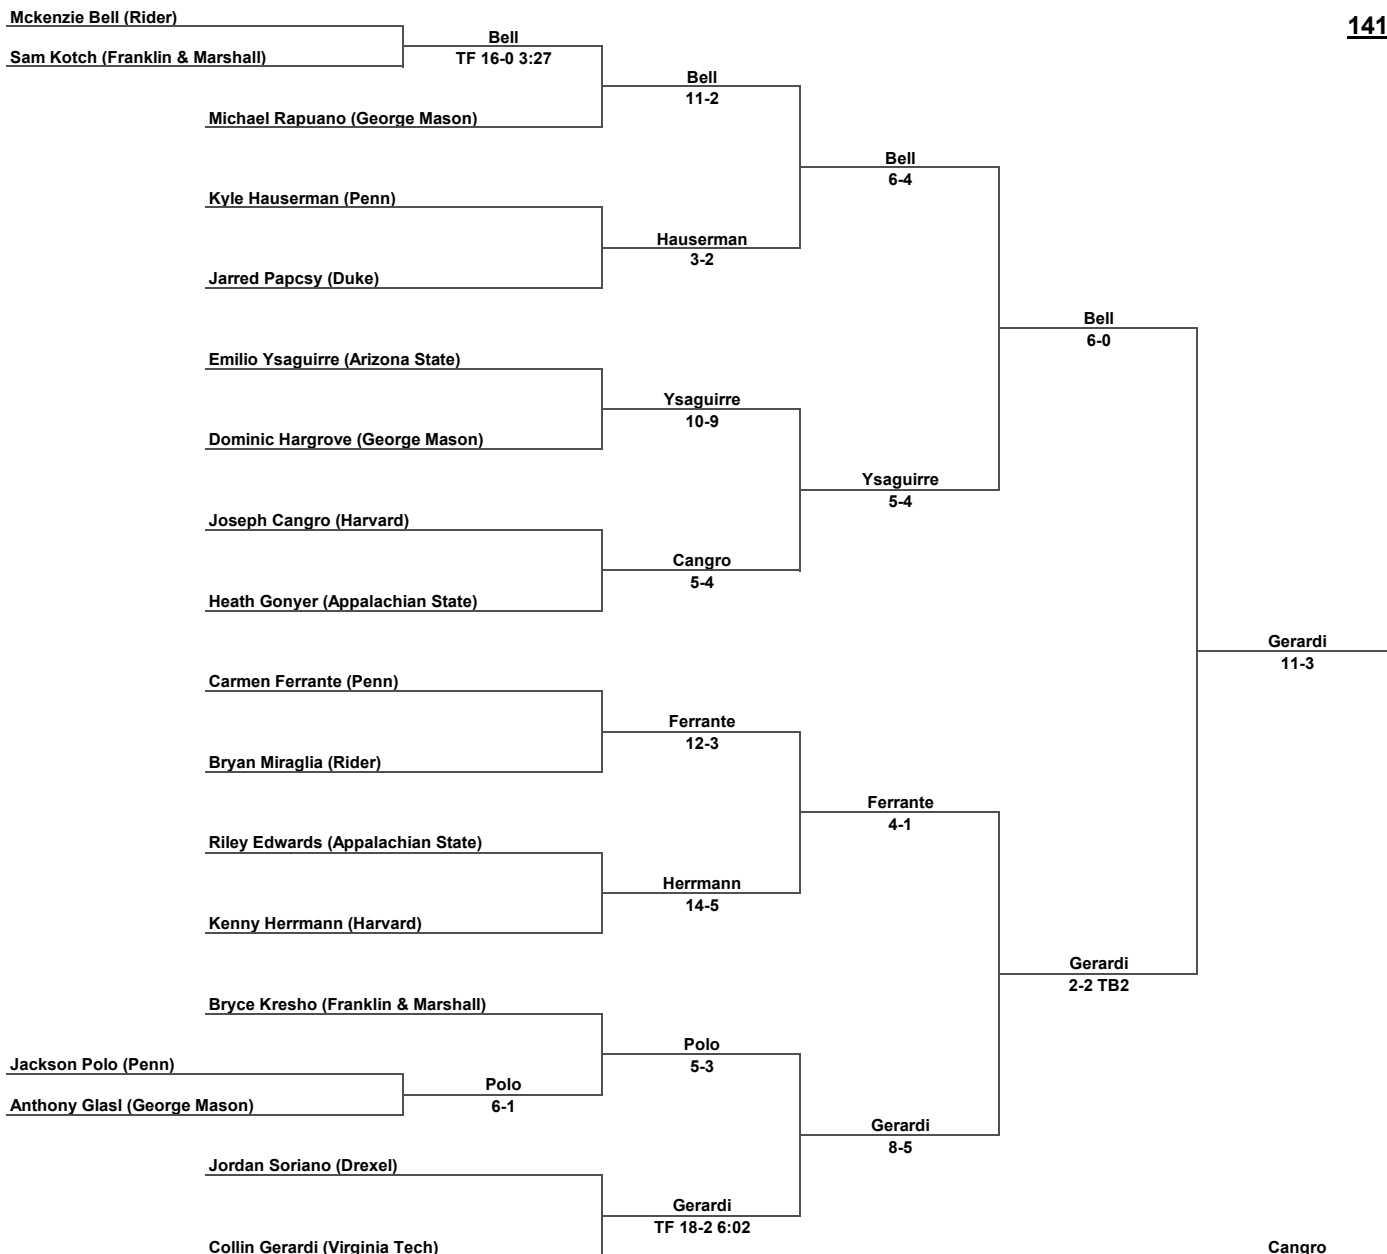 Mckenzie Bell (Rider)
141
Bell
Sam Kotch (Franklin & Marshall)
TF 16-0 3:27
Bell
11-2
Michael Rapuano (George Mason)
Bell
6-4
Kyle Hauserman (Penn)
Hauserman
3-2
Jarred Papcsy (Duke)
Bell
6-0
Emilio Ysaguirre (Arizona State)
Ysaguirre
10-9
Dominic Hargrove (George Mason)
Ysaguirre
5-4
Joseph Cangro (Harvard)
Cangro
5-4
Heath Gonyer (Appalachian State)
Gerardi
11-3
Carmen Ferrante (Penn)
Ferrante
12-3
Bryan Miraglia (Rider)
Ferrante
4-1
Riley Edwards (Appalachian State)
Herrmann
14-5
Kenny Herrmann (Harvard)
Gerardi
2-2 TB2
Bryce Kresho (Franklin & Marshall)
Polo
5-3
Jackson Polo (Penn)
Polo
6-1
Anthony Glasl (George Mason)
Gerardi
8-5
Jordan Soriano (Drexel)
Gerardi
TF 18-2 6:02
Collin Gerardi (Virginia Tech)
Cangro